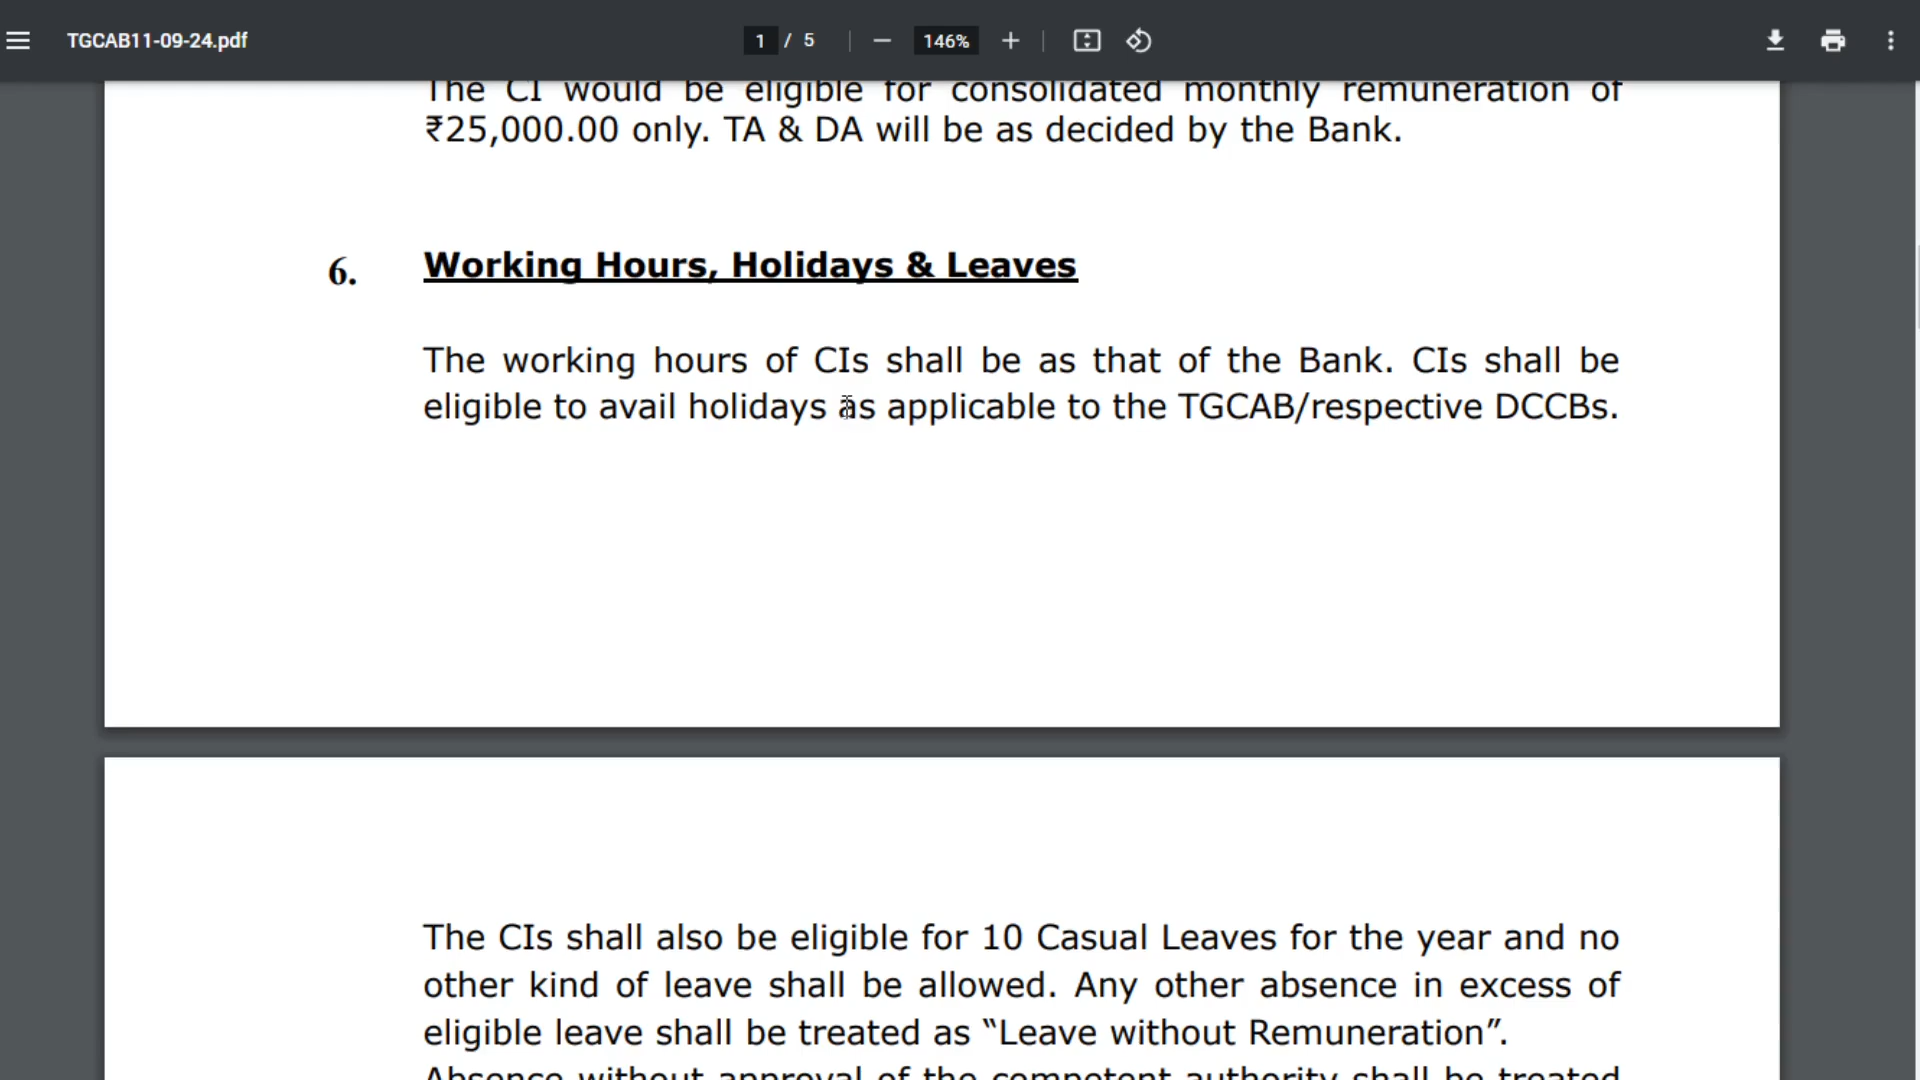 TGCAB11-09-24.pdf
1 / 5
146%
The CI would be eligible for consolidated monthly remuneration of
₹25,000.00 only. TA & DA will be as decided by the Bank.
6. Working Hours, Holidays & Leaves
The working hours of CIs shall be as that of the Bank. CIs shall be
eligible to avail holidays as applicable to the TGCAB/respective DCCBs.
The CIs shall also be eligible for 10 Casual Leaves for the year and no
other kind of leave shall be allowed. Any other absence in excess of
eligible leave shall be treated as “Leave without Remuneration”.
Absence without approval of the competent authority shall be treated